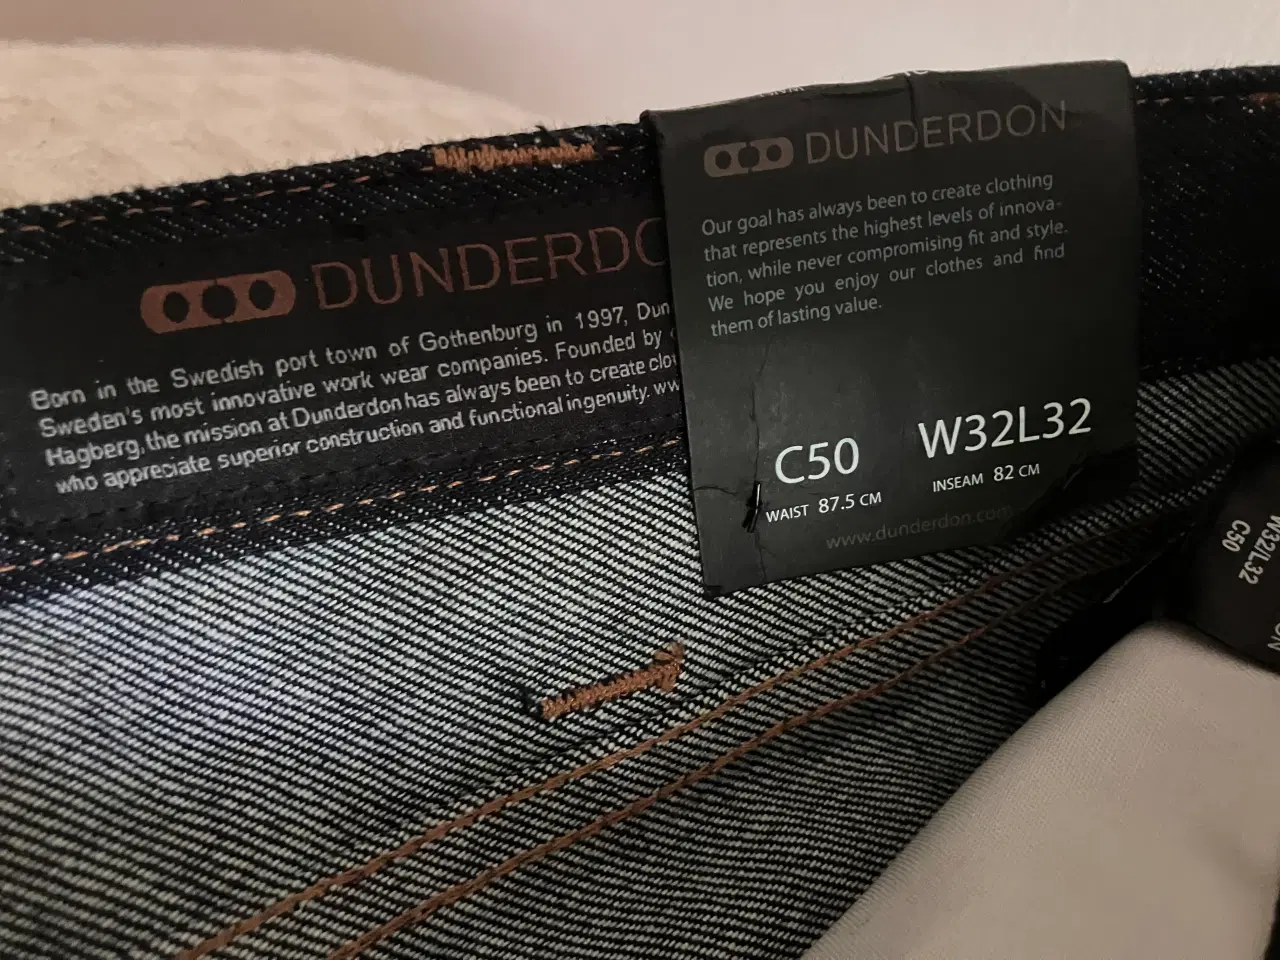 DUNDERDO
Born in the Swedish port town of Gothenburg in 1997, Dun
Sweden's most innovative work wear companies. Founded by
Hagberg, the mission at Dunderdon has always been to create clo
who appreciate superior construction and functional ingenuity. ww
DUNDERDON
Our goal has always been to create clothing
that represents the highest levels of innova-
tion, while never compromising fit and style.
We hope you enjoy our clothes and find
them of lasting value.
C50 W32L32
WAIST 87.5 CM INSEAM 82 CM
www.dunderdon.com
W32/L32
C50